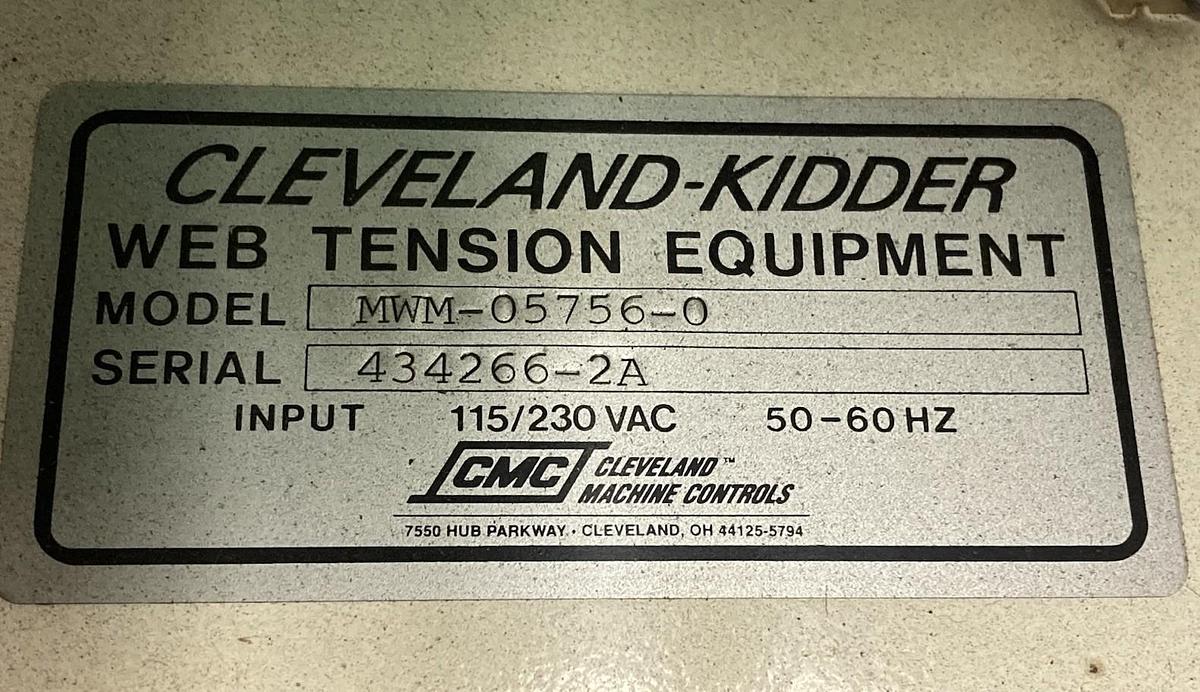 CLEVELAND-KIDDER
WEB TENSION EQUIPMENT
MODEL MWM-05756-0
SERIAL 434266-2A
INPUT 115/230 VAC 50-60 HZ
CMC CLEVELAND™
MACHINE CONTROLS
7550 HUB PARKWAY · CLEVELAND, OH 44125-5794